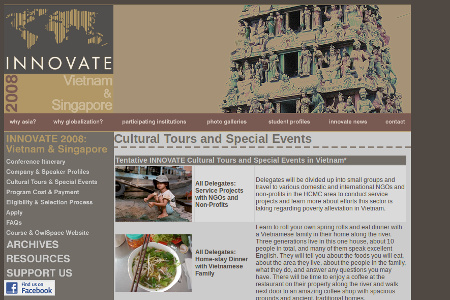 INNOVATE
2008
Vietnam
&
Singapore
why asia?
why globalization?
participating institutions
photo galleries
student profiles
innovate news
contact
INNOVATE 2008:
Vietnam & Singapore
Conference Itinerary
Company & Speaker Profiles
Cultural Tours & Special Events
Program Cost & Payment
Eligibility & Selection Process
Apply
FAQs
Course & OwlSpace Website
ARCHIVES
RESOURCES
SUPPORT US
Find us on
Facebook
Cultural Tours and Special Events
Tentative INNOVATE Cultural Tours and Special Events in Vietnam*
All Delegates:
Service Projects
with NGOs and
Non-Profits
Delegates will be divided up into small groups and
travel to various domestic and international NGOs and
non-profits in the HCMC area to conduct service
projects and learn more about efforts this sector is
taking regarding poverty alleviation in Vietnam.
All Delegates:
Home-stay Dinner
with Vietnamese
Family
Learn to roll your own spring rolls and eat dinner with
a Vietnamese family in their home along the river.
Three generations live in this one house, about 10
people in total, and many of them speak excellent
English. They will tell you about the foods you will eat,
about the area they live, about the people in the family,
what they do, and answer any questions you may
have. There will be time to enjoy a coffee at the
restaurant on their property along the river and walk
next door to an amazing coffee shop with spacious
grounds and ancient, traditional homes.